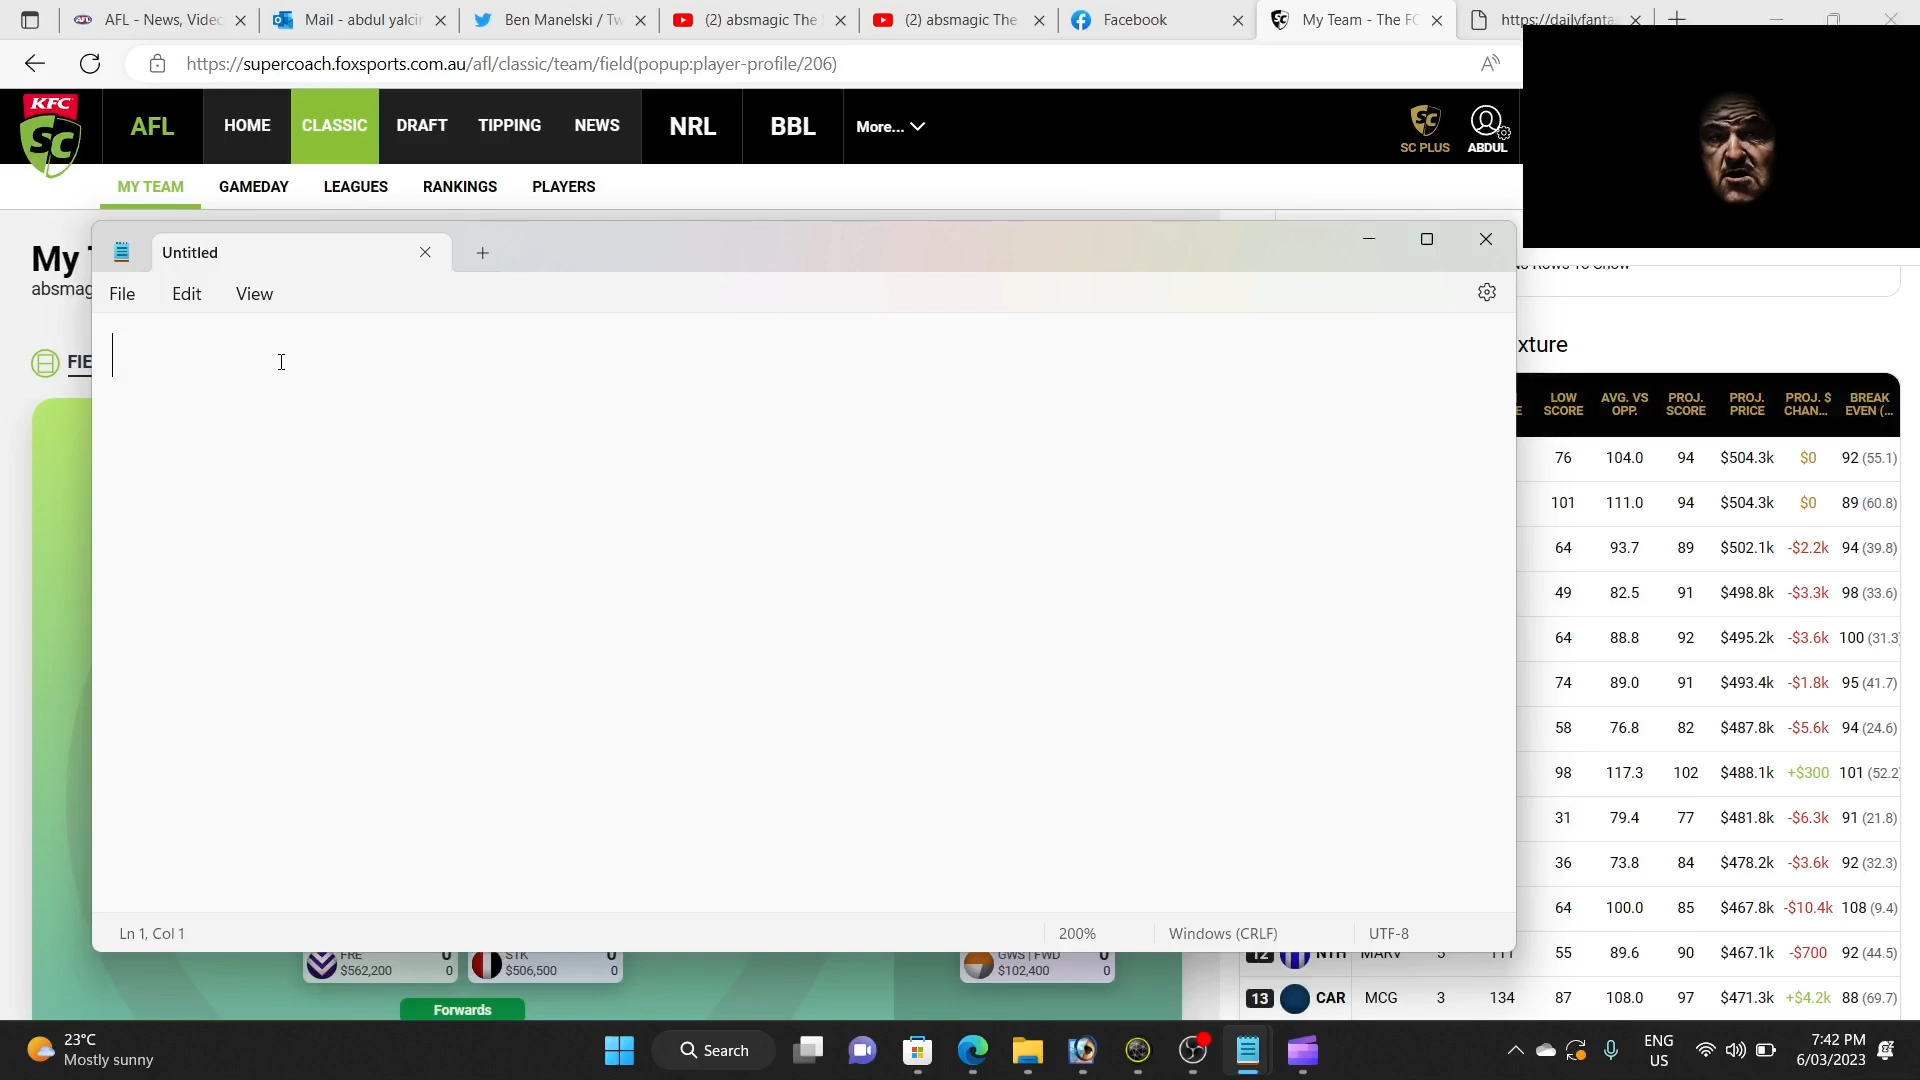 AFL - News, Videc
Mail - abdul yalcir
Ben Manelski / Tw
(2) absmagic The
(2) absmagic The
Facebook
My Team - The FC
https://dailyfanta
https://supercoach.foxsports.com.au/afl/classic/team/field(popup:player-profile/206)
KFC
SC
AFL
HOME
CLASSIC
DRAFT
TIPPING
NEWS
NRL
BBL
More...
SC PLUS
ABDUL
MY TEAM
GAMEDAY
LEAGUES
RANKINGS
PLAYERS
My
absmag
Untitled
File
Edit
View
FIE
xture
LOW SCORE
AVG. VS OPP.
PROJ. SCORE
PROJ. PRICE
PROJ. $ CHAN...
BREAK EVEN (...
76 104.0 94 $504.3k $0 92 (55.1)
101 111.0 94 $504.3k $0 89 (60.8)
64 93.7 89 $502.1k -$2.2k 94 (39.8)
49 82.5 91 $498.8k -$3.3k 98 (33.6)
64 88.8 92 $495.2k -$3.6k 100 (31.3
74 89.0 91 $493.4k -$1.8k 95 (41.7)
58 76.8 82 $487.8k -$5.6k 94 (24.6)
98 117.3 102 $488.1k +$300 101 (52.2
31 79.4 77 $481.8k -$6.3k 91 (21.8)
36 73.8 84 $478.2k -$3.6k 92 (32.3)
64 100.0 85 $467.8k -$10.4k 108 (9.4)
12 NTH MARV 5 111 55 89.6 90 $467.1k -$700 92 (44.5)
13 CAR MCG 3 134 87 108.0 97 $471.3k +$4.2k 88 (69.7)
Ln 1, Col 1
200%
Windows (CRLF)
UTF-8
FRE 0
$562,200 0
STK 0
$506,500 0
GWS | FWD 0
$102,400 0
Forwards
23°C
Mostly sunny
Search
ENG
US
7:42 PM
6/03/2023